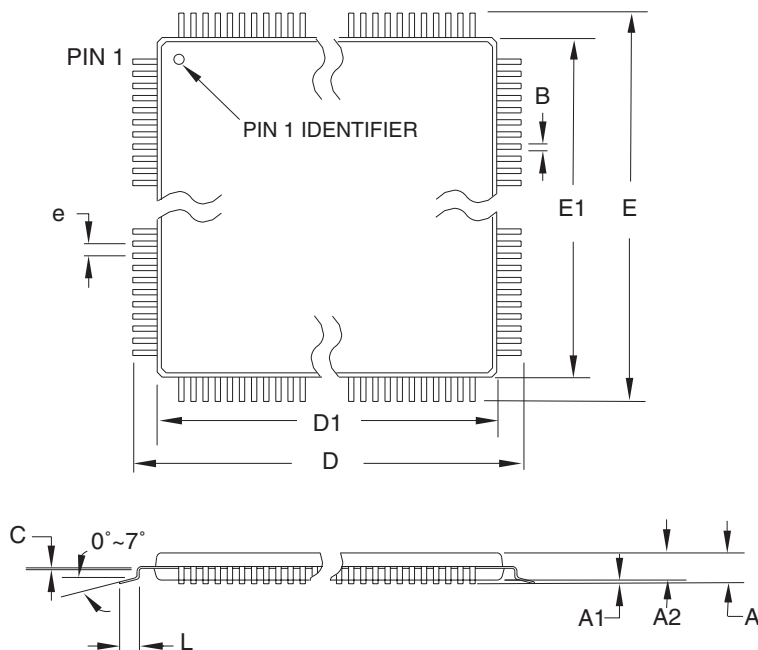 PIN 1
PIN 1 IDENTIFIER
B
e
E1
E
D1
D
C
0°~7°
L
A1
A2
A